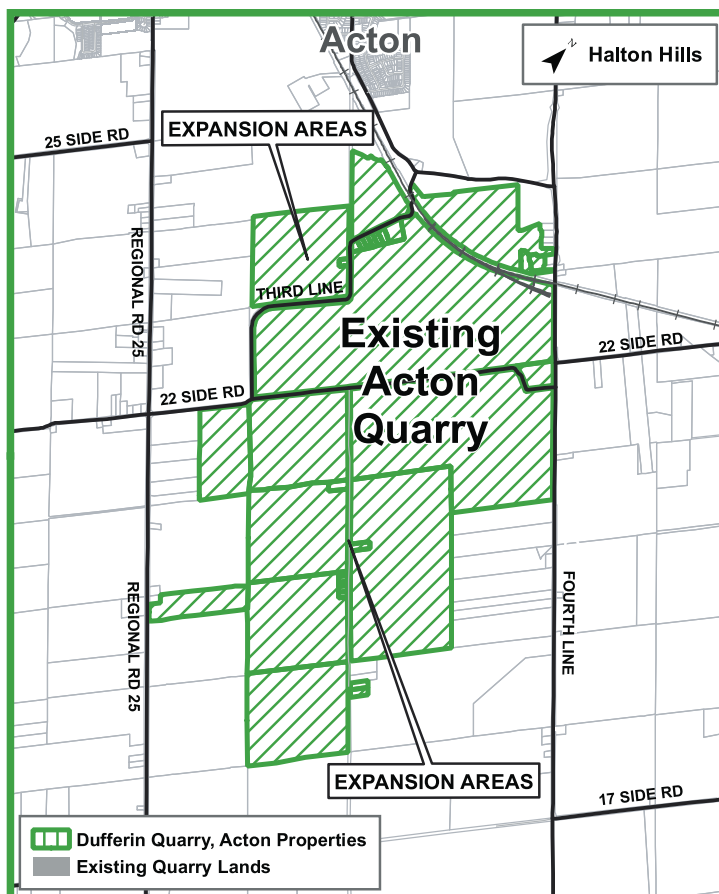 Acton
N
Halton Hills
25 SIDE RD
EXPANSION AREAS
REGIONAL RD 25
THIRD LINE
Existing
Acton
Quarry
22 SIDE RD
22 SIDE RD
REGIONAL RD 25
FOURTH LINE
EXPANSION AREAS
17 SIDE RD
Dufferin Quarry, Acton Properties
Existing Quarry Lands